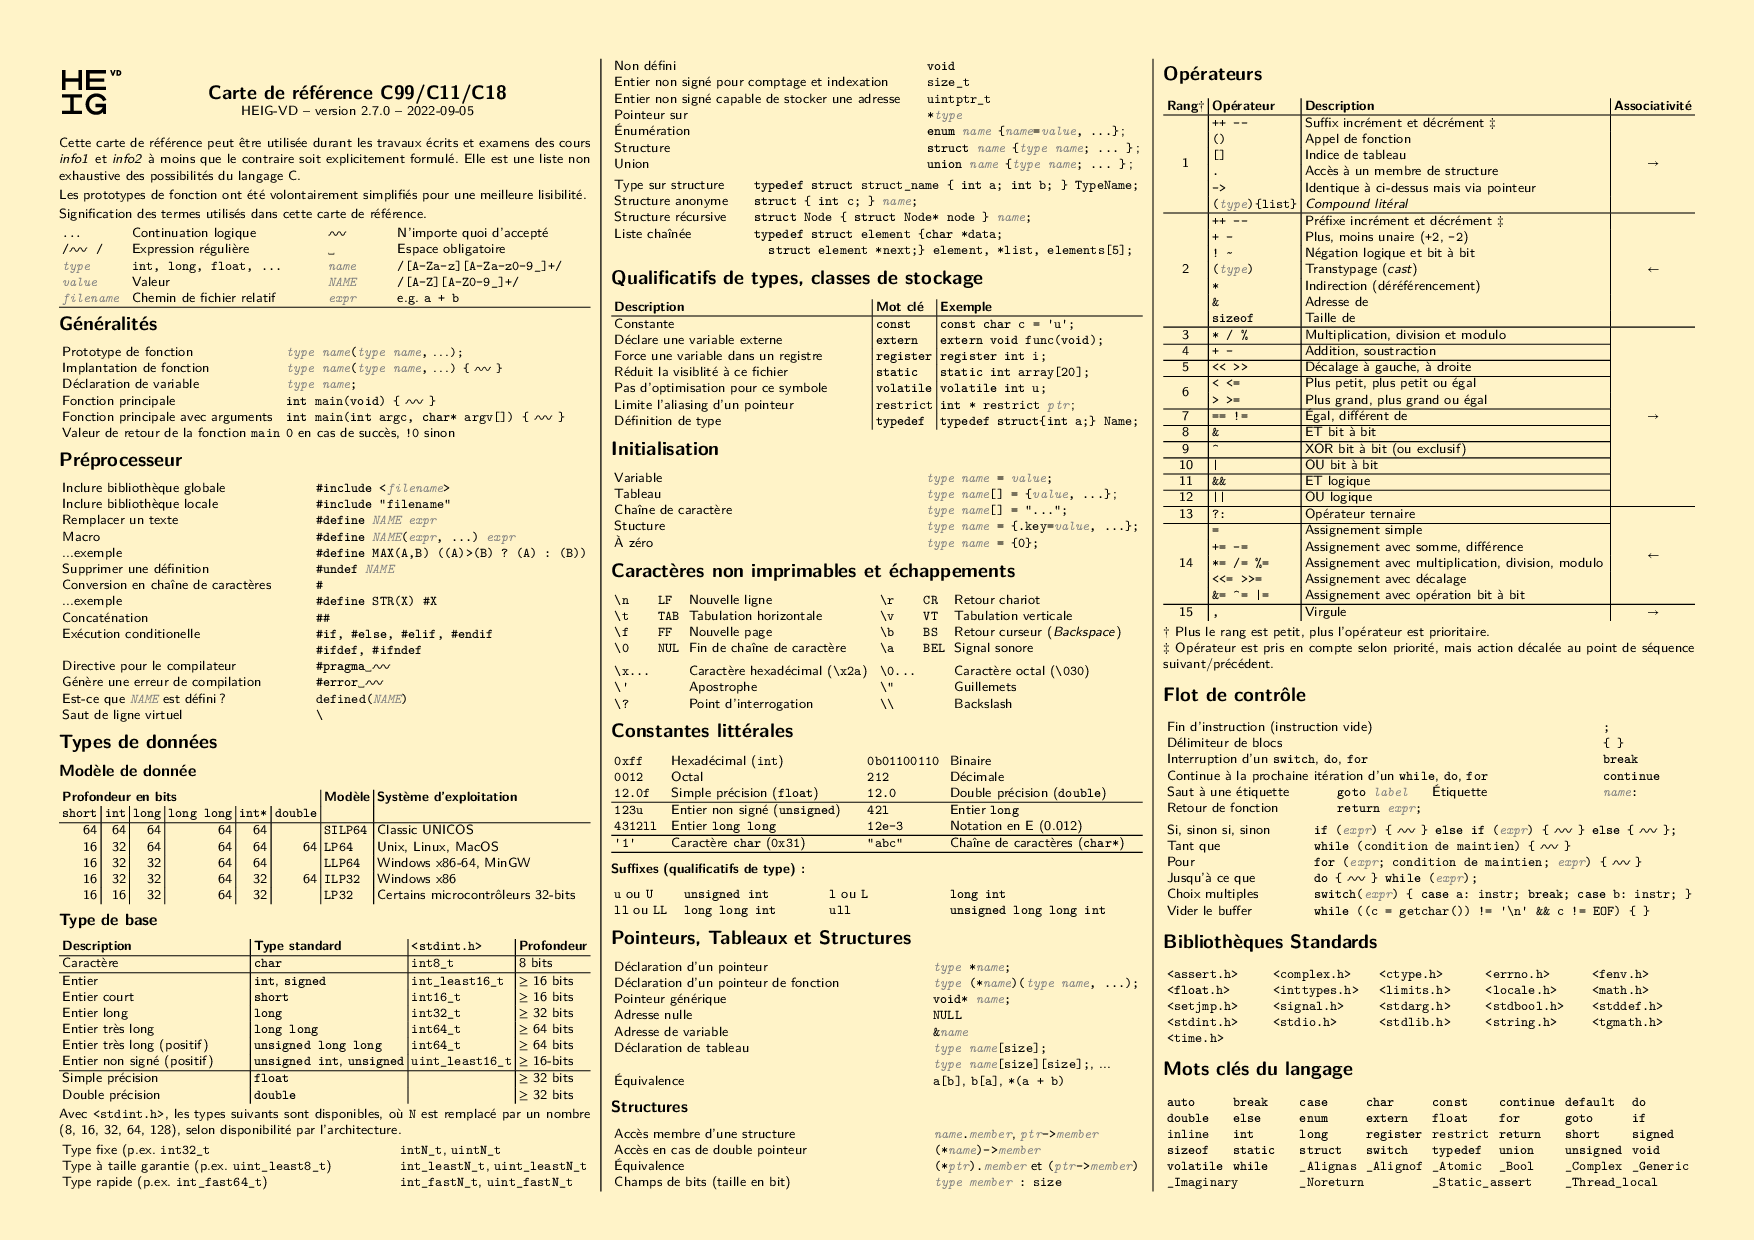 HE VD
IG
Carte de référence C99/C11/C18
HEIG-VD – version 2.7.0 – 2022-09-05
Cette carte de référence peut être utilisée durant les travaux écrits et examens des cours
info1 et info2 à moins que le contraire soit explicitement formulé. Elle est une liste non
exhaustive des possibilités du langage C.
Les prototypes de fonction ont été volontairement simplifiés pour une meilleure lisibilité.
Signification des termes utilisés dans cette carte de référence.
... Continuation logique ~~ N'importe quoi d'accepté
/~~ / Expression régulière ␣ Espace obligatoire
type int, long, float, ... name /[A-Za-z][A-Za-z0-9_]+/
value Valeur NAME /[A-Z][A-Z0-9_]+/
filename Chemin de fichier relatif expr e.g. a + b
Généralités
Prototype de fonction type name(type name, ...);
Implantation de fonction type name(type name, ...) { ~~ }
Déclaration de variable type name;
Fonction principale int main(void) { ~~ }
Fonction principale avec arguments int main(int argc, char* argv[]) { ~~ }
Valeur de retour de la fonction main 0 en cas de succès, !0 sinon
Préprocesseur
Inclure bibliothèque globale #include <filename>
Inclure bibliothèque locale #include "filename"
Remplacer un texte #define NAME expr
Macro #define NAME(expr, ...) expr
...exemple #define MAX(A,B) ((A)>(B) ? (A) : (B))
Supprimer une définition #undef NAME
Conversion en chaîne de caractères #
...exemple #define STR(X) #X
Concaténation ##
Exécution conditionnelle #if, #else, #elif, #endif
#ifdef, #ifndef
Directive pour le compilateur #pragma␣~~
Génère une erreur de compilation #error␣~~
Est-ce que NAME est défini ? defined(NAME)
Saut de ligne virtuel \
Types de données
Modèle de donnée
Profondeur en bits Modèle Système d'exploitation
short int long long long int* double
64 64 64 64 64 SILP64 Classic UNICOS
16 32 64 64 64 64 LP64 Unix, Linux, MacOS
16 32 32 64 64 LLP64 Windows x86-64, MinGW
16 32 32 64 32 64 ILP32 Windows x86
16 16 32 64 32 LP32 Certains microcontrôleurs 32-bits
Type de base
Description Type standard <stdint.h> Profondeur
Caractère char int8_t 8 bits
Entier int, signed int_least16_t ≥ 16 bits
Entier court short int16_t ≥ 16 bits
Entier long long int32_t ≥ 32 bits
Entier très long long long int64_t ≥ 64 bits
Entier très long (positif) unsigned long long int64_t ≥ 64 bits
Entier non signé (positif) unsigned int, unsigned uint_least16_t ≥ 16-bits
Simple précision float ≥ 32 bits
Double précision double ≥ 32 bits
Avec <stdint.h>, les types suivants sont disponibles, où N est remplacé par un nombre
(8, 16, 32, 64, 128), selon disponibilité par l'architecture.
Type fixe (p.ex. int32_t intN_t, uintN_t
Type à taille garantie (p.ex. uint_least8_t) int_leastN_t, uint_leastN_t
Type rapide (p.ex. int_fast64_t) int_fastN_t, uint_fastN_t
Non défini void
Entier non signé pour comptage et indexation size_t
Entier non signé capable de stocker une adresse uintptr_t
Pointeur sur *type
Énumération enum name {name=value, ...};
Structure struct name {type name; ... };
Union union name {type name; ... };
Type sur structure typedef struct struct_name { int a; int b; } TypeName;
Structure anonyme struct { int c; } name;
Structure récursive struct Node { struct Node* node } name;
Liste chaînée typedef struct element {char *data;
struct element *next;} element, *list, elements[5];
Qualificatifs de types, classes de stockage
Description Mot clé Exemple
Constante const const char c = 'u';
Déclare une variable externe extern extern void func(void);
Force une variable dans un registre register register int i;
Réduit la visiblité à ce fichier static static int array[20];
Pas d'optimisation pour ce symbole volatile volatile int u;
Limite l'aliasing d'un pointeur restrict int * restrict ptr;
Définition de type typedef typedef struct{int a;} Name;
Initialisation
Variable type name = value;
Tableau type name[] = {value, ...};
Chaîne de caractère type name[] = "...";
Stucture type name = {.key=value, ...};
À zéro type name = {0};
Caractères non imprimables et échappements
\n LF Nouvelle ligne \r CR Retour chariot
\t TAB Tabulation horizontale \v VT Tabulation verticale
\f FF Nouvelle page \b BS Retour curseur (Backspace)
\0 NUL Fin de chaîne de caractère \a BEL Signal sonore
\x... Caractère hexadécimal (\x2a) \0... Caractère octal (\030)
\' Apostrophe \" Guillemets
\? Point d'interrogation \\ Backslash
Constantes littérales
0xff Hexadécimal (int) 0b01100110 Binaire
0012 Octal 212 Décimale
12.0f Simple précision (float) 12.0 Double précision (double)
123u Entier non signé (unsigned) 42l Entier long
4312ll Entier long long 12e-3 Notation en E (0.012)
'1' Caractère char (0x31) "abc" Chaîne de caractères (char*)
Suffixes (qualificatifs de type) :
u ou U unsigned int l ou L long int
ll ou LL long long int ull unsigned long long int
Pointeurs, Tableaux et Structures
Déclaration d'un pointeur type *name;
Déclaration d'un pointeur de fonction type (*name)(type name, ...);
Pointeur générique void* name;
Adresse nulle NULL
Adresse de variable &name
Déclaration de tableau type name[size];
type name[size][size];, ...
Équivalence a[b], b[a], *(a + b)
Structures
Accès membre d'une structure name.member, ptr->member
Accès en cas de double pointeur (*name)->member
Équivalence (*ptr).member et (ptr->member)
Champs de bits (taille en bit) type member : size
Opérateurs
Rang† Opérateur Description Associativité
++ -- Suffix incrément et décrément ‡
() Appel de fonction
[] Indice de tableau
1 →
. Accès à un membre de structure
-> Identique à ci-dessus mais via pointeur
(type){list} Compound litéral
++ -- Préfixe incrément et décrément ‡
+ - Plus, moins unaire (+2, -2)
! ~ Négation logique et bit à bit
2 (type) Transtypage (cast) ←
* Indirection (déréférencement)
& Adresse de
sizeof Taille de
3 * / % Multiplication, division et modulo
4 + - Addition, soustraction
5 << >> Décalage à gauche, à droite
6 < <= Plus petit, plus petit ou égal
> >= Plus grand, plus grand ou égal
7 == != Égal, différent de →
8 & ET bit à bit
9 ^ XOR bit à bit (ou exclusif)
10 | OU bit à bit
11 && ET logique
12 || OU logique
13 ?: Opérateur ternaire
= Assignement simple
+= -= Assignement avec somme, différence ←
14 *= /= %= Assignement avec multiplication, division, modulo
<<= >>= Assignement avec décalage
&= ^= |= Assignement avec opération bit à bit
15 , Virgule →
† Plus le rang est petit, plus l'opérateur est prioritaire.
‡ Opérateur est pris en compte selon priorité, mais action décalée au point de séquence
suivant/précédent.
Flot de contrôle
Fin d'instruction (instruction vide) ;
Délimiteur de blocs { }
Interruption d'un switch, do, for break
Continue à la prochaine itération d'un while, do, for continue
Saut à une étiquette goto label Étiquette name:
Retour de fonction return expr;
Si, sinon si, sinon if (expr) { ~~ } else if (expr) { ~~ } else { ~~ };
Tant que while (condition de maintien) { ~~ }
Pour for (expr; condition de maintien; expr) { ~~ }
Jusqu'à ce que do { ~~ } while (expr);
Choix multiples switch(expr) { case a: instr; break; case b: instr; }
Vider le buffer while ((c = getchar()) != '\n' && c != EOF) { }
Bibliothèques Standards
<assert.h> <complex.h> <ctype.h> <errno.h> <fenv.h>
<float.h> <inttypes.h> <limits.h> <locale.h> <math.h>
<setjmp.h> <signal.h> <stdarg.h> <stdbool.h> <stddef.h>
<stdint.h> <stdio.h> <stdlib.h> <string.h> <tgmath.h>
<time.h>
Mots clés du langage
auto break case char const continue default do
double else enum extern float for goto if
inline int long register restrict return short signed
sizeof static struct switch typedef union unsigned void
volatile while _Alignas _Alignof _Atomic _Bool _Complex _Generic
_Imaginary _Noreturn _Static_assert _Thread_local